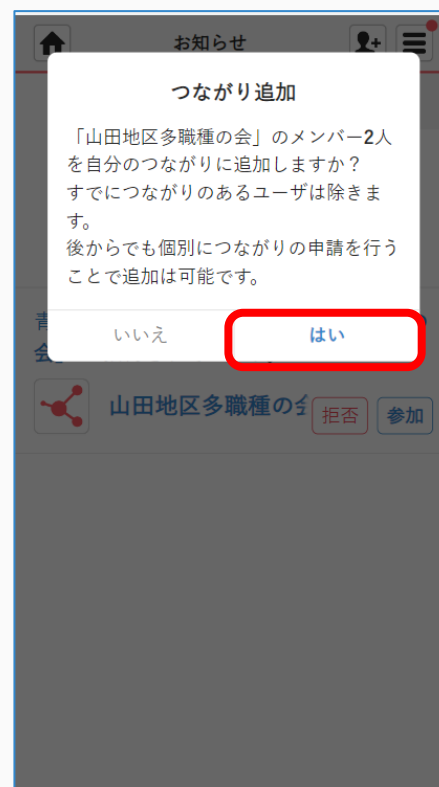 お知らせ
つながり追加
「山田地区多職種の会」のメンバー2人
を自分のつながりに追加しますか？
すでにつながりのあるユーザは除きま
す。
後からでも個別につながりの申請を行う
ことで追加は可能です。
いいえ
はい
青
の
会」
山田地区多職種の会
拒否
参加